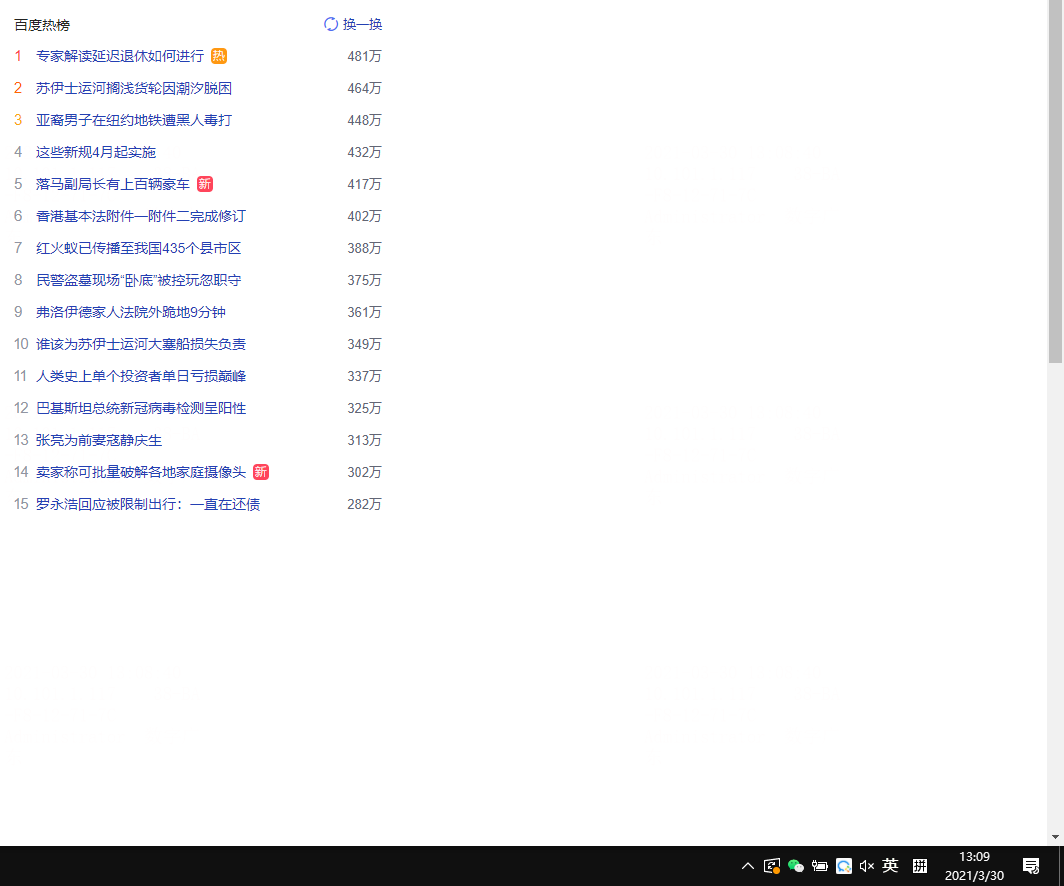 百度热榜 换一换
1 专家解读延迟退休如何进行 热 481万
2 苏伊士运河搁浅货轮因潮汐脱困 464万
3 亚裔男子在纽约地铁遭黑人毒打 448万
4 这些新规4月起实施 432万
5 落马副局长有上百辆豪车 新 417万
6 香港基本法附件一附件二完成修订 402万
7 红火蚁已传播至我国435个县市区 388万
8 民警盗墓现场“卧底”被控玩忽职守 375万
9 弗洛伊德家人法院外跪地9分钟 361万
10 谁该为苏伊士运河大塞船损失负责 349万
11 人类史上单个投资者单日亏损巅峰 337万
12 巴基斯坦总统新冠病毒检测呈阳性 325万
13 张亮为前妻寇静庆生 313万
14 卖家称可批量破解各地家庭摄像头 新 302万
15 罗永浩回应被限制出行：一直在还债 282万
英 拼 13:09
2021/3/30